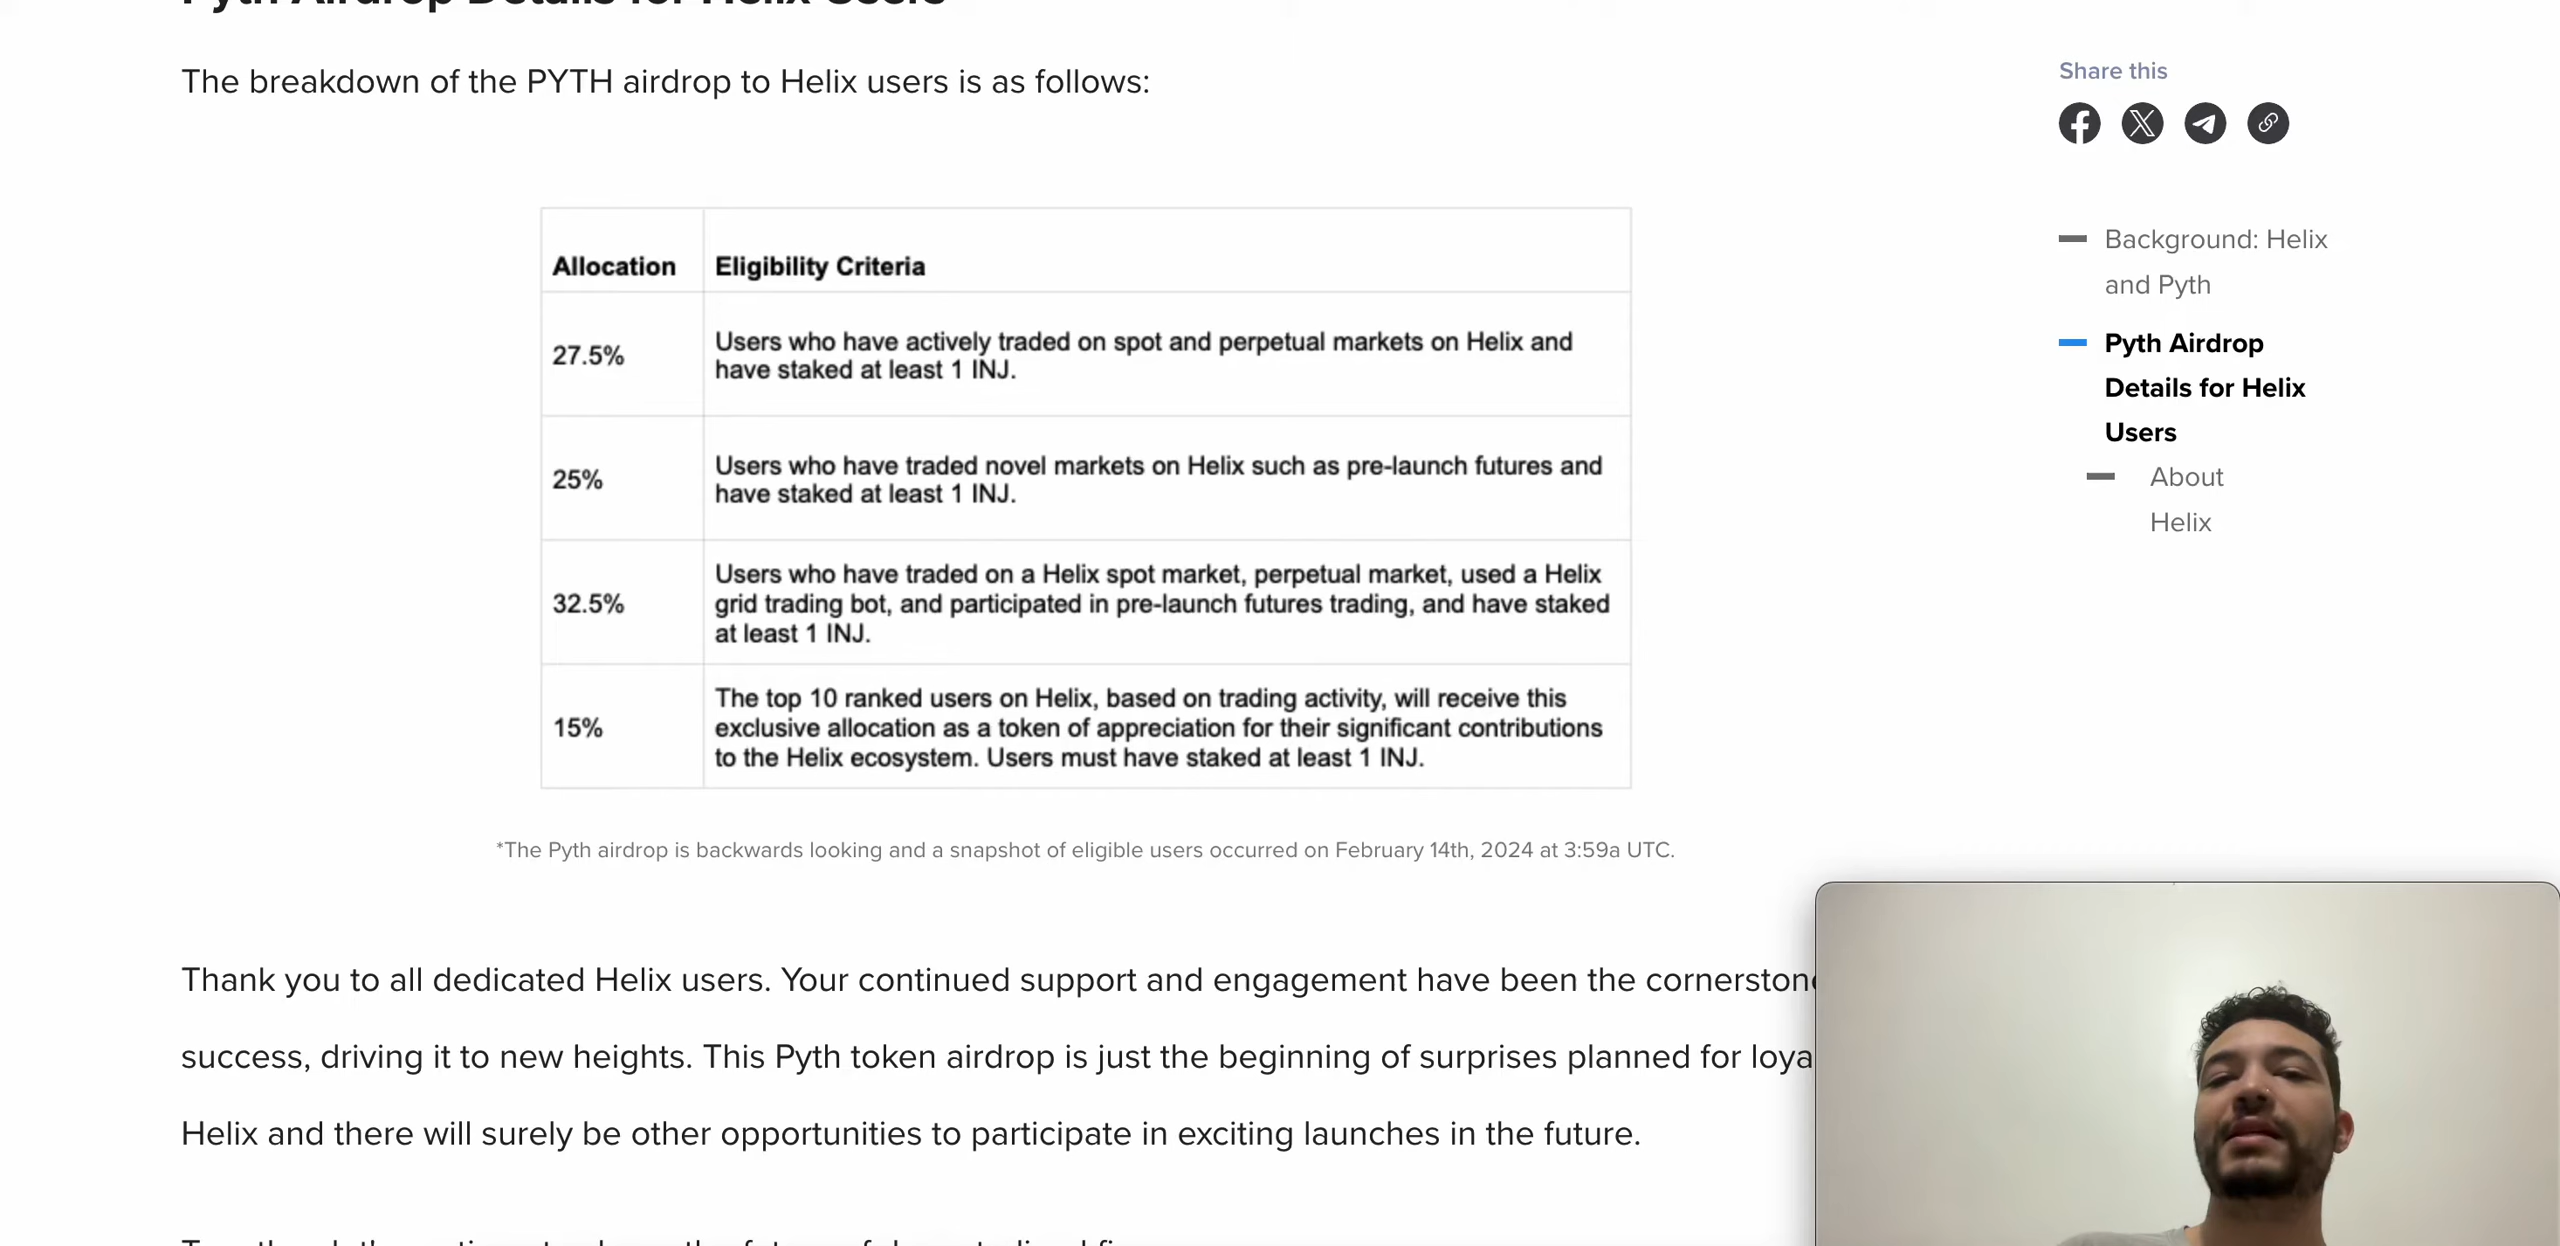 Pyth Airdrop Details for Helix Users
The breakdown of the PYTH airdrop to Helix users is as follows:
Allocation
Eligibility Criteria
27.5%
Users who have actively traded on spot and perpetual markets on Helix and
have staked at least 1 INJ.
25%
Users who have traded novel markets on Helix such as pre-launch futures and
have staked at least 1 INJ.
32.5%
Users who have traded on a Helix spot market, perpetual market, used a Helix
grid trading bot, and participated in pre-launch futures trading, and have staked
at least 1 INJ.
15%
The top 10 ranked users on Helix, based on trading activity, will receive this
exclusive allocation as a token of appreciation for their significant contributions
to the Helix ecosystem. Users must have staked at least 1 INJ.
*The Pyth airdrop is backwards looking and a snapshot of eligible users occurred on February 14th, 2024 at 3:59a UTC.
Thank you to all dedicated Helix users. Your continued support and engagement have been the cornerstone
success, driving it to new heights. This Pyth token airdrop is just the beginning of surprises planned for loya
Helix and there will surely be other opportunities to participate in exciting launches in the future.
Share this
Background: Helix
and Pyth
Pyth Airdrop
Details for Helix
Users
About
Helix